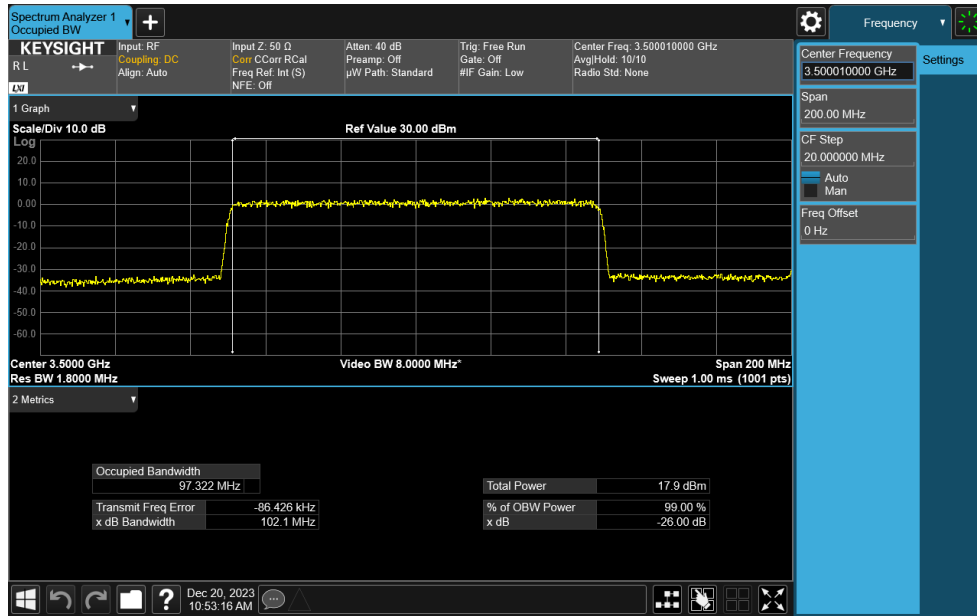 Spectrum Analyzer 1
Occupied BW
Frequency
KEYSIGHT
R L
LXI
Input: RF
Coupling: DC
Align: Auto
Input Z: 50 Ω
Corr CCorr RCal
Freq Ref: Int (S)
NFE: Off
Atten: 40 dB
Preamp: Off
µW Path: Standard
Trig: Free Run
Gate: Off
#IF Gain: Low
Center Freq: 3.500010000 GHz
Avg|Hold: 10/10
Radio Std: None
Center Frequency
3.500010000 GHz
Settings
Span
200.00 MHz
CF Step
20.000000 MHz
Auto
Man
Freq Offset
0 Hz
1 Graph
Scale/Div 10.0 dB
Ref Value 30.00 dBm
Log
20.0
10.0
0.00
-10.0
-20.0
-30.0
-40.0
-50.0
-60.0
Center 3.5000 GHz
Video BW 8.0000 MHz*
Span 200 MHz
Res BW 1.8000 MHz
Sweep 1.00 ms (1001 pts)
2 Metrics
Occupied Bandwidth
97.322 MHz
Transmit Freq Error -86.426 kHz
x dB Bandwidth 102.1 MHz
Total Power 17.9 dBm
% of OBW Power 99.00 %
x dB -26.00 dB
?
Dec 20, 2023
10:53:16 AM